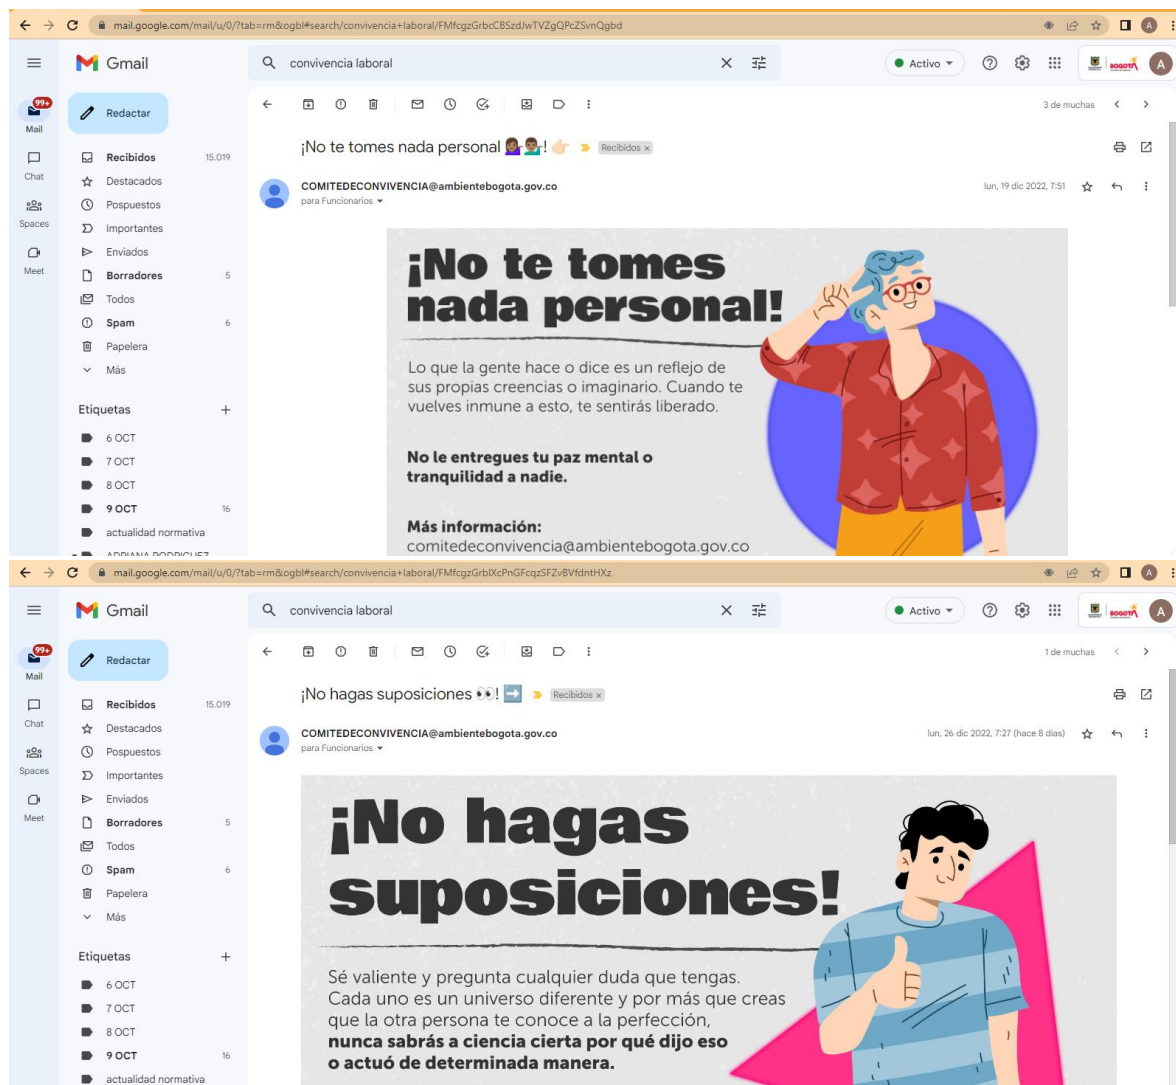 mail.google.com/mail/u/0/?tab=rm&ogbl#search/convivencia+laboral/FMfcgzGrbcCBSzdJwTVZgQPcZSvnQgbd
A
Gmail
convivencia laboral
Activo
BOGOTÁ
A
99+
Mail
Redactar
3 de muchas
Chat
Spaces
Meet
Recibidos 15.019
Destacados
Pospuestos
Importantes
Enviados
Borradores 5
Todos
Spam 6
Papelera
Más
Etiquetas +
6 OCT
7 OCT
8 OCT
9 OCT 16
actualidad normativa
ADRIANA RODRIGUEZ
¡No te tomes nada personal 💁🏽‍♀️💁🏽‍♂️! 👉🏼 Recibidos x
COMITEDECONVIVENCIA@ambientebogota.gov.co lun, 19 dic 2022, 7:51
para Funcionarios
¡No te tomes
nada personal!
Lo que la gente hace o dice es un reflejo de
sus propias creencias o imaginario. Cuando te
vuelves inmune a esto, te sentirás liberado.
No le entregues tu paz mental o
tranquilidad a nadie.
Más información:
comitedeconvivencia@ambientebogota.gov.co
mail.google.com/mail/u/0/?tab=rm&ogbl#search/convivencia+laboral/FMfcgzGrblXcPnGFcqzSFZvBVfdntHXz
A
Gmail
convivencia laboral
Activo
BOGOTÁ
A
99+
Mail
Redactar
1 de muchas
Chat
Spaces
Meet
Recibidos 15.019
Destacados
Pospuestos
Importantes
Enviados
Borradores 5
Todos
Spam 6
Papelera
Más
Etiquetas +
6 OCT
7 OCT
8 OCT
9 OCT 16
actualidad normativa
¡No hagas suposiciones 👀! ➡️ Recibidos x
COMITEDECONVIVENCIA@ambientebogota.gov.co lun, 26 dic 2022, 7:27 (hace 8 días)
para Funcionarios
¡No hagas
suposiciones!
Sé valiente y pregunta cualquier duda que tengas.
Cada uno es un universo diferente y por más que creas
que la otra persona te conoce a la perfección,
nunca sabrás a ciencia cierta por qué dijo eso
o actuó de determinada manera.